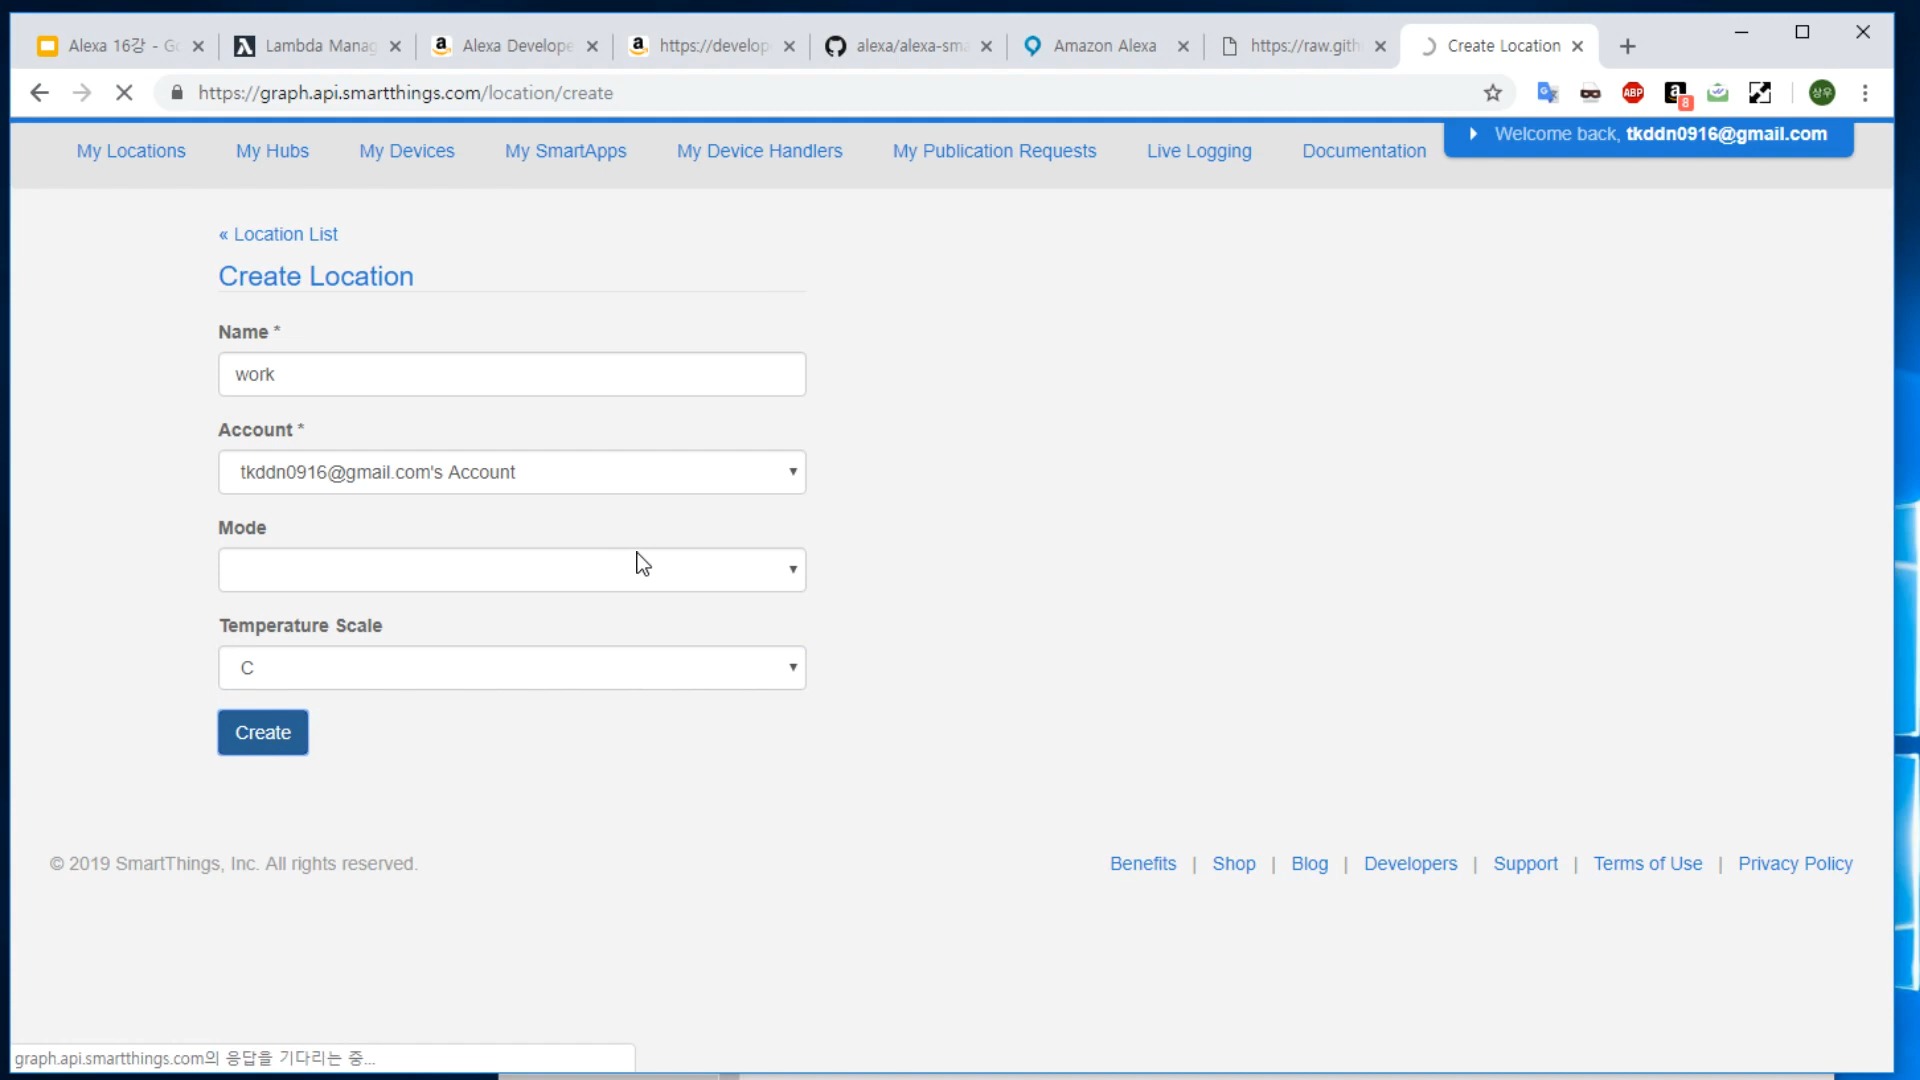 Alexa 16강 - Go
Lambda Manag
Alexa Develope
https://develop
alexa/alexa-sma
Amazon Alexa
https://raw.gith
Create Location
https://graph.api.smartthings.com/location/create
ABP
8
상우
My Locations
My Hubs
My Devices
My SmartApps
My Device Handlers
My Publication Requests
Live Logging
Documentation
Welcome back, tkddn0916@gmail.com
« Location List
Create Location
Name *
work
Account *
tkddn0916@gmail.com's Account
Mode
Temperature Scale
C
Create
© 2019 SmartThings, Inc. All rights reserved.
Benefits | Shop | Blog | Developers | Support | Terms of Use | Privacy Policy
graph.api.smartthings.com의 응답을 기다리는 중...